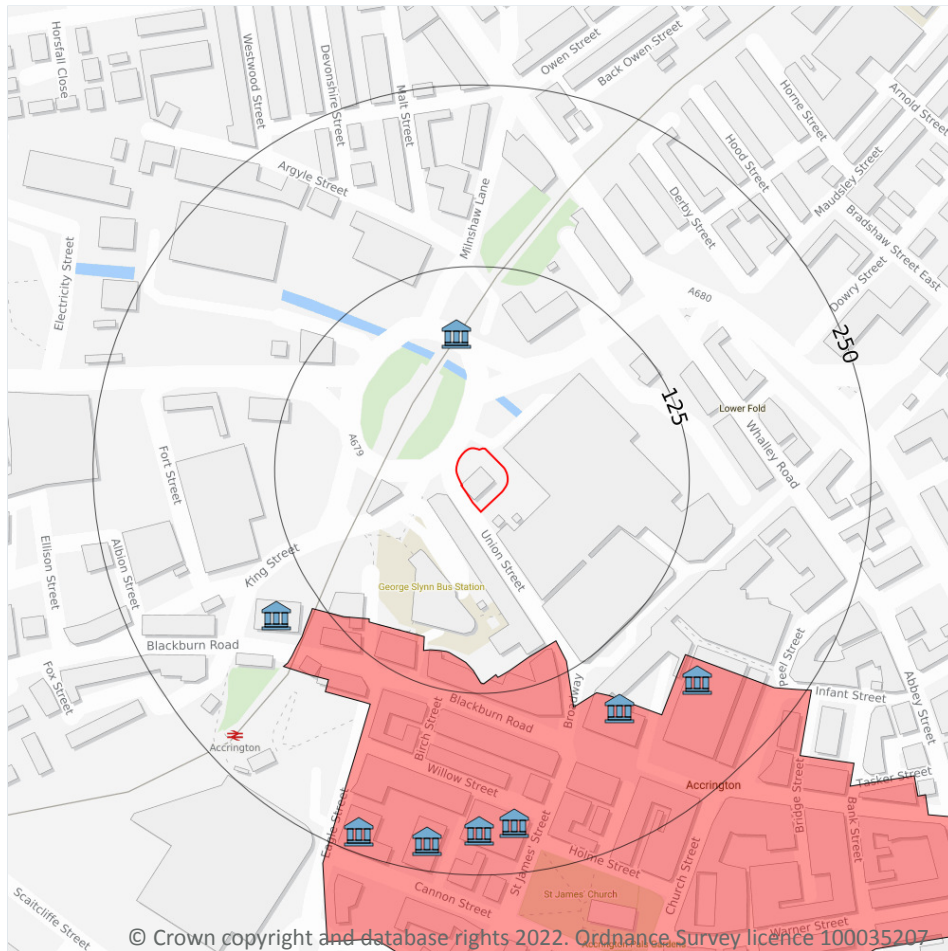 Horsfall Close
Westwood Street
Devonshire Street
Malt Street
Owen Street
Back Owen Street
Horne Street
Arnold Street
Hood Street
Maudsley Street
Argyle Street
Milnshaw Lane
Derby Street
Bradshaw Street East
Electricity Street
Dowry Street
A680
250
125
Lower Fold
A679
Whalley Road
Fort Street
Union Street
Ellison Street
Albion Street
King Street
George Slynn Bus Station
Blackburn Road
Peel Street
Fox Street
Infant Street
Abbey Street
Broadway
Blackburn Road
Birch Street
Accrington
Willow Street
Accrington
Tasker Street
Bridge Street
Bank Street
Eagle Street
St James' Street
Holme Street
Church Street
Cannon Street
St James' Church
Scaitcliffe Street
Warner Street
Accrington Pals Gardens
© Crown copyright and database rights 2022. Ordnance Survey licence 100035207